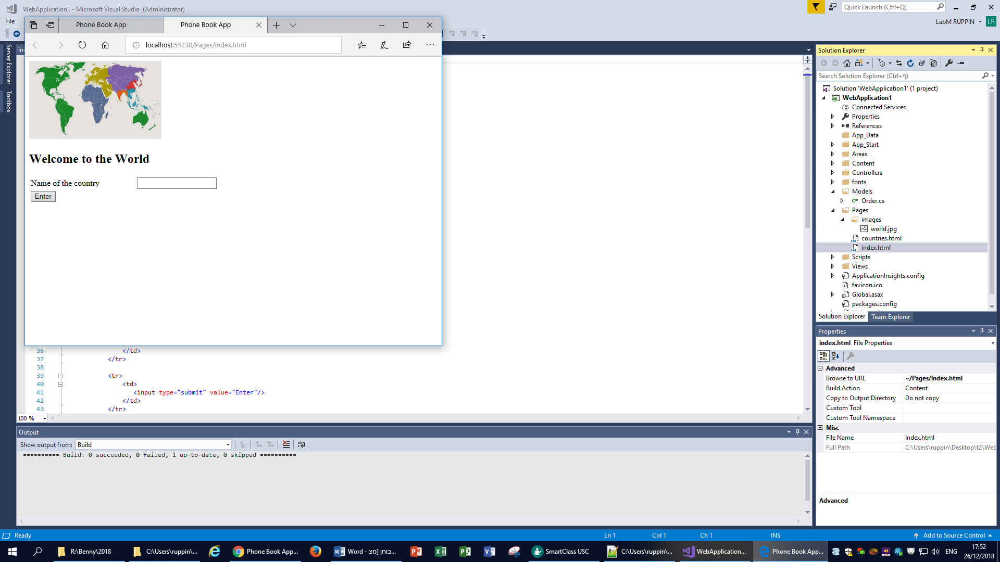 WebApplication1 - Microsoft Visual Studio (Administrator)
Quick Launch (Ctrl+Q)
File
LabM RUPPIN
LR
Phone Book App
Phone Book App
localhost:55230/Pages/index.html
Server Explorer
Toolbox
Welcome to the World
Name of the country
Enter
36 </td>
37 </tr>
38
39 <tr>
40 <td>
41 <input type="submit" value="Enter"/>
42 </td>
43 </tr>
100 %
Output
Show output from: Build
========== Build: 0 succeeded, 0 failed, 1 up-to-date, 0 skipped ==========
Solution Explorer
Search Solution Explorer (Ctrl+ק)
Solution 'WebApplication1' (1 project)
WebApplication1
Connected Services
Properties
References
App_Data
App_Start
Areas
Content
Controllers
fonts
Models
C# Order.cs
Pages
images
world.jpg
countries.html
index.html
Scripts
Views
ApplicationInsights.config
favicon.ico
Global.asax
packages.config
Solution Explorer Team Explorer
Properties
index.html File Properties
Advanced
Browse to URL ~/Pages/index.html
Build Action Content
Copy to Output Directory Do not copy
Custom Tool
Custom Tool Namespace
Misc
File Name index.html
Full Path C:\Users\ruppin\Desktop\t2\Web
Advanced
Ready
Ln 1 Col 1 Ch 1 INS
Add to Source Control
R:\Benny\2018
C:\Users\ruppin\...
Phone Book App...
Word - בוחן [מצ...
SmartClass USC
C:\Users\ruppin\...
WebApplication...
Phone Book App...
ENG
17:52
26/12/2018